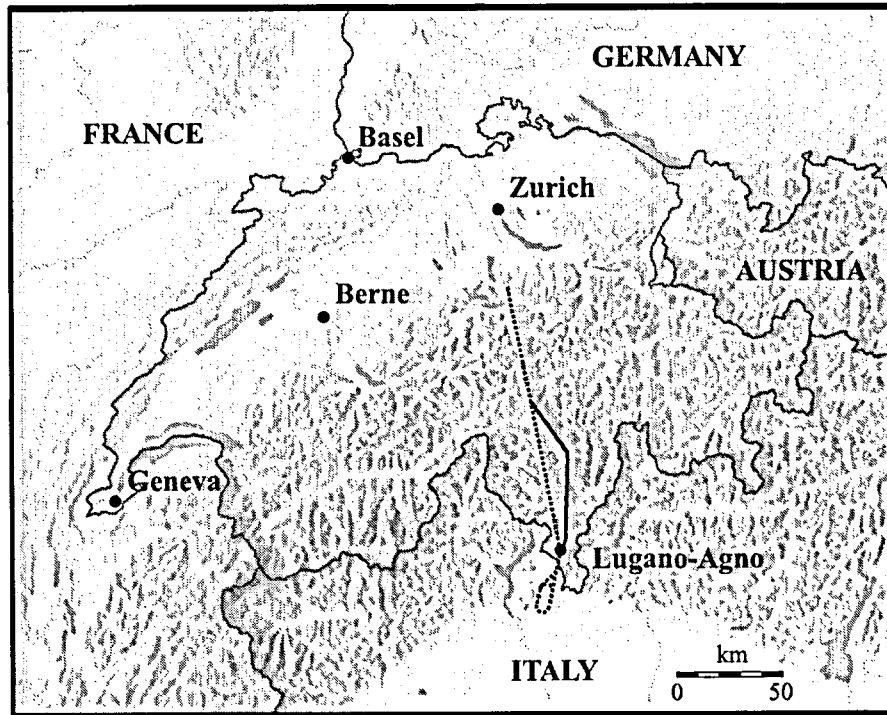 GERMANY
FRANCE
Basel
Zurich
AUSTRIA
Berne
Geneva
Lugano-Agno
ITALY
km
0 50